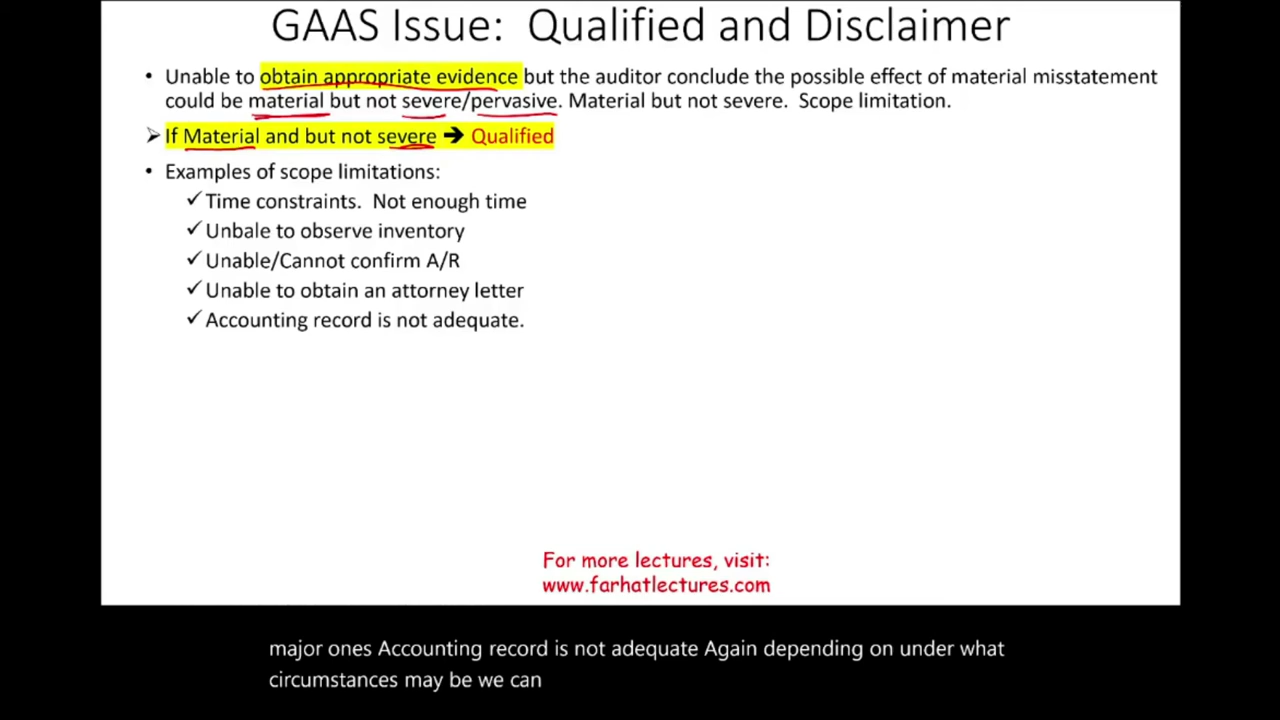 GAAS Issue: Qualified and Disclaimer
• Unable to obtain appropriate evidence but the auditor conclude the possible effect of material misstatement
could be material but not severe/pervasive. Material but not severe. Scope limitation.
➢ If Material and but not severe ➔ Qualified
• Examples of scope limitations:
✓ Time constraints. Not enough time
✓ Unbale to observe inventory
✓ Unable/Cannot confirm A/R
✓ Unable to obtain an attorney letter
✓ Accounting record is not adequate.
For more lectures, visit:
www.farhatlectures.com
major ones Accounting record is not adequate Again depending on under what
circumstances may be we can